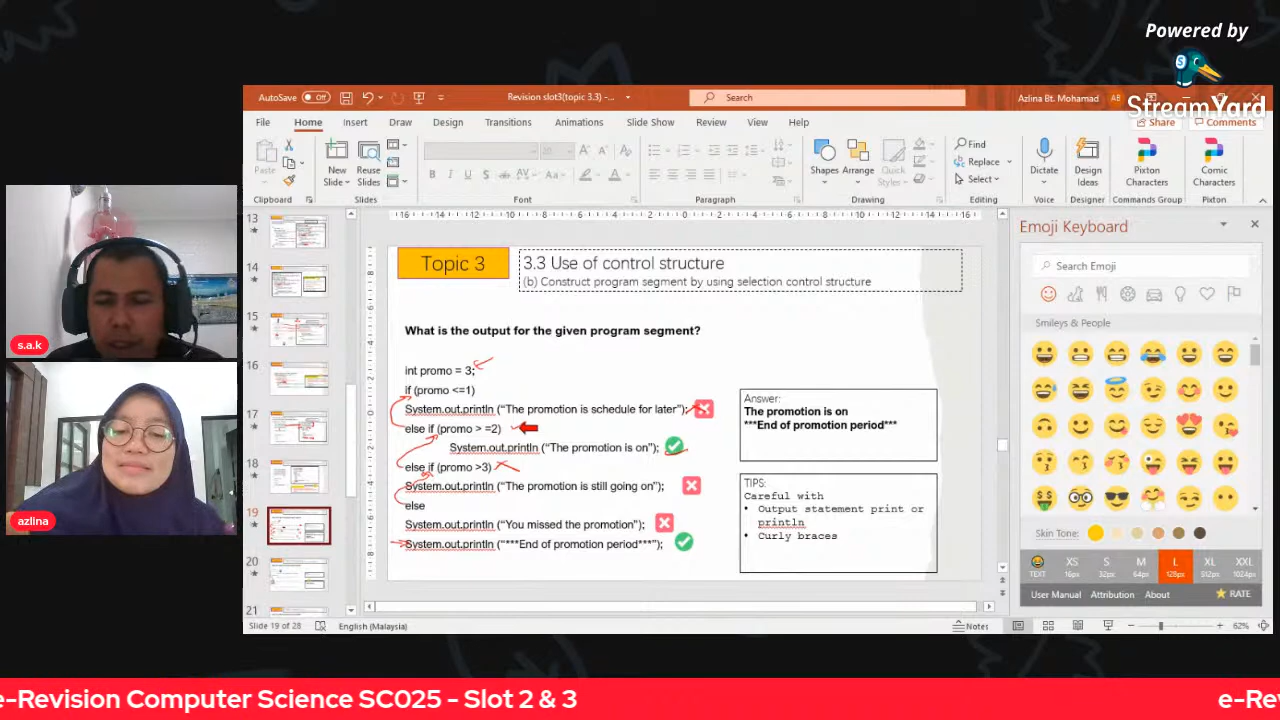 Powered by
StreamYard
AutoSave Off
Revision slot3(topic 3.3) -...
Search
Azlina Bt. Mohamad AB
File Home Insert Draw Design Transitions Animations Slide Show Review View Help
Share Comments
Paste
New Slides
Reuse Slides
Shapes Arrange Quick Styles
Find
Replace
Select
Dictate
Design Ideas
Pixton Characters
Comic Characters
Clipboard Slides Font Paragraph Drawing Editing Voice Designer Commands Group Pixton
13
14
15
16
17
18
19
20
21
Topic 3
3.3 Use of control structure
(b) Construct program segment by using selection control structure
What is the output for the given program segment?
int promo = 3;
if (promo <=1)
System.out.println (“The promotion is schedule for later”);
else if (promo > =2)
System.out.println (“The promotion is on”);
else if (promo >3)
System.out.println (“The promotion is still going on”);
else
System.out.println (“You missed the promotion”);
System.out.println (“***End of promotion period***”);
Answer:
The promotion is on
***End of promotion period***
TIPS:
Careful with
• Output statement print or
println
• Curly braces
Emoji Keyboard
Search Emoji
Smileys & People
Skin Tone:
TEXT
XS 16px
S 32px
M 64px
L 128px
XL 512px
XXL 1024px
User Manual Attribution About RATE
Slide 19 of 28 English (Malaysia)
Notes
62%
s.a.k
azlina
e-Revision Computer Science SC025 - Slot 2 & 3
e-Rev